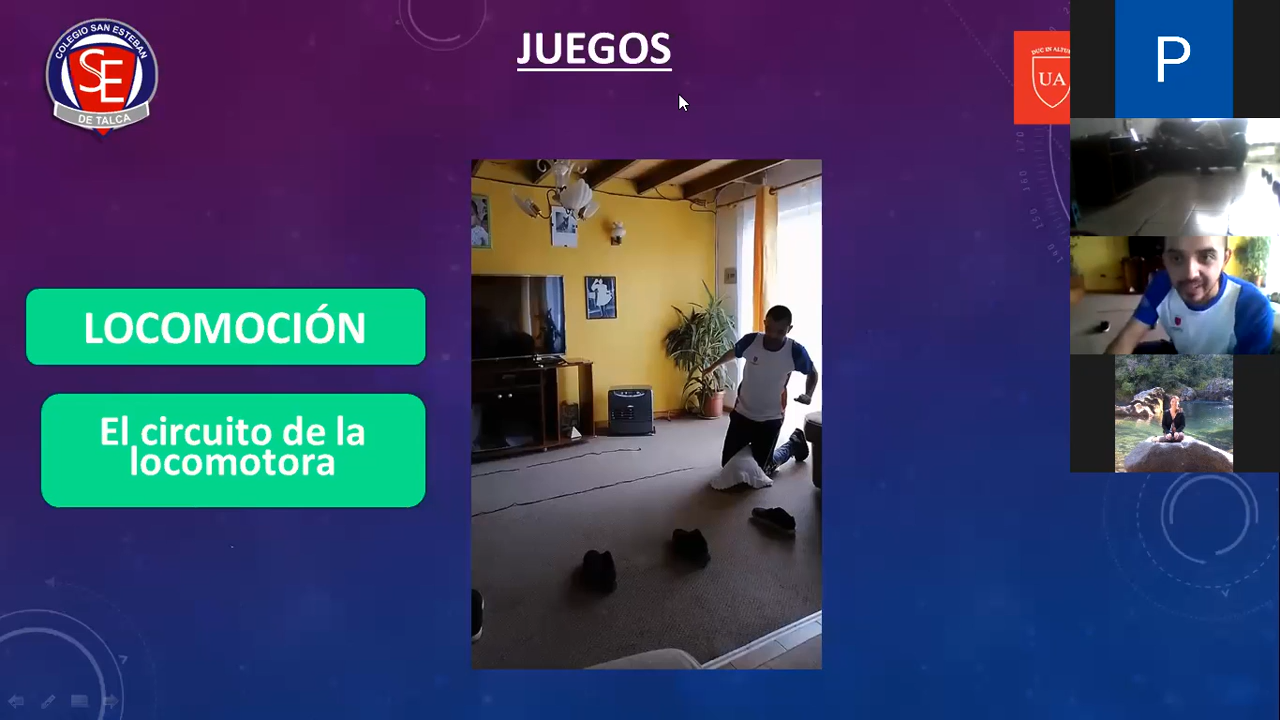 COLEGIO SAN ESTEBAN
SE
DE TALCA
JUEGOS
UA
P
LOCOMOCIÓN
El circuito de la
locomotora